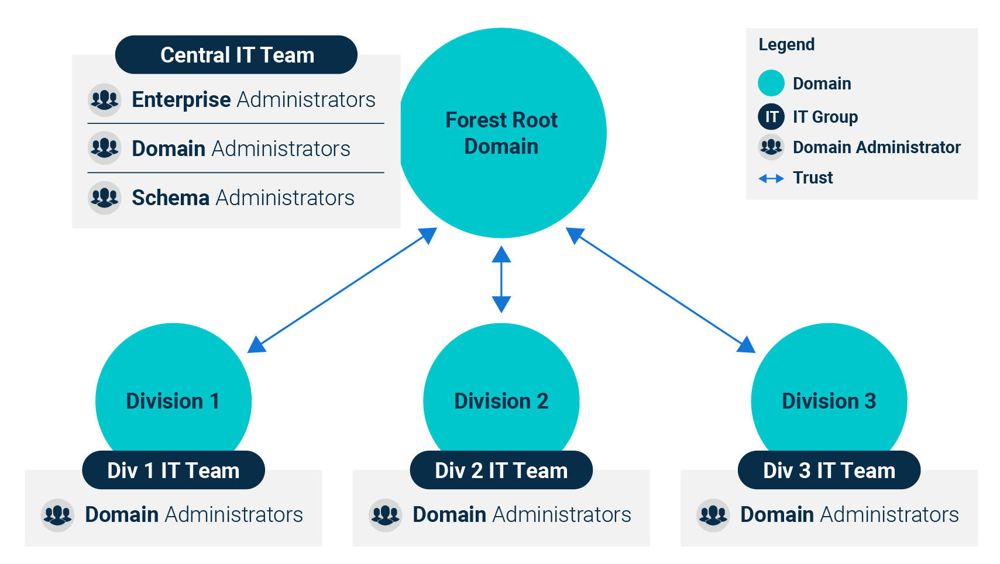 Central IT Team
Enterprise Administrators
Domain Administrators
Schema Administrators
Forest Root
Domain
Legend
Domain
IT IT Group
Domain Administrator
Trust
Division 1
Division 2
Division 3
Div 1 IT Team
Domain Administrators
Div 2 IT Team
Domain Administrators
Div 3 IT Team
Domain Administrators